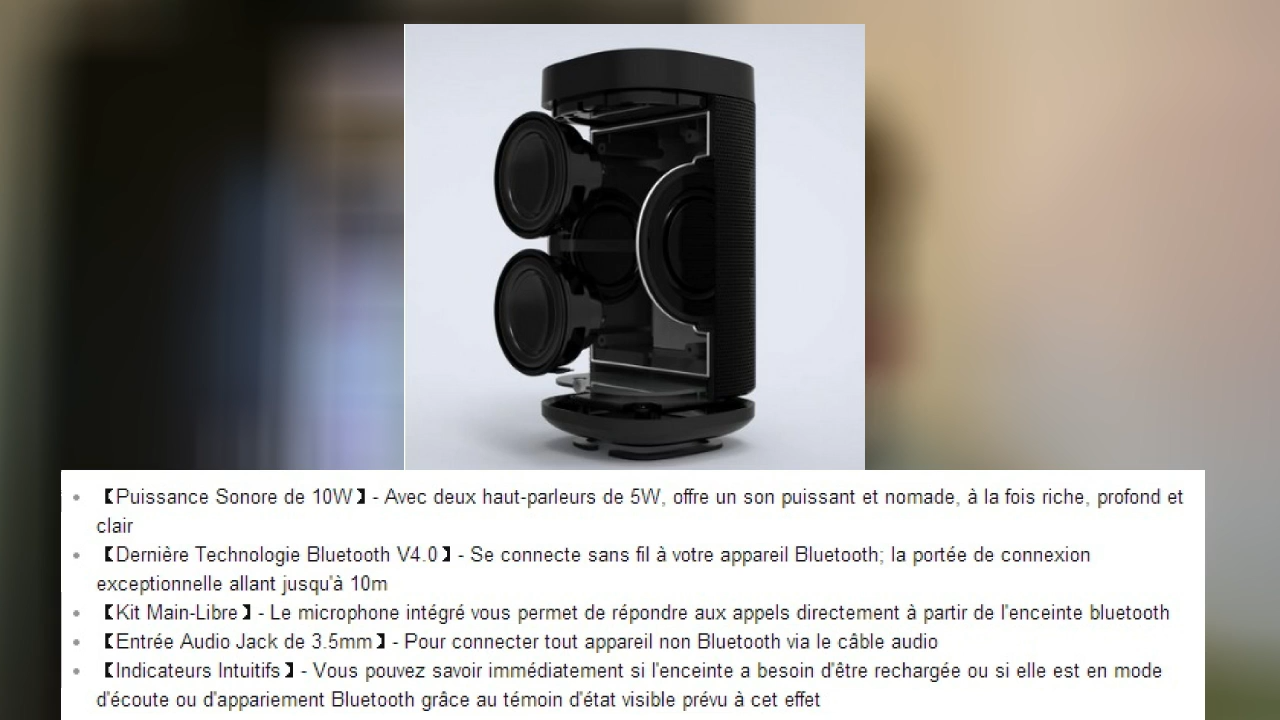 【Puissance Sonore de 10W】 - Avec deux haut-parleurs de 5W, offre un son puissant et nomade, à la fois riche, profond et
clair
【Dernière Technologie Bluetooth V4.0】 - Se connecte sans fil à votre appareil Bluetooth; la portée de connexion
exceptionnelle allant jusqu'à 10m
【Kit Main-Libre】 - Le microphone intégré vous permet de répondre aux appels directement à partir de l'enceinte bluetooth
【Entrée Audio Jack de 3.5mm】 - Pour connecter tout appareil non Bluetooth via le câble audio
【Indicateurs Intuitifs】 - Vous pouvez savoir immédiatement si l'enceinte a besoin d'être rechargée ou si elle est en mode
d'écoute ou d'appariement Bluetooth grâce au témoin d'état visible prévu à cet effet